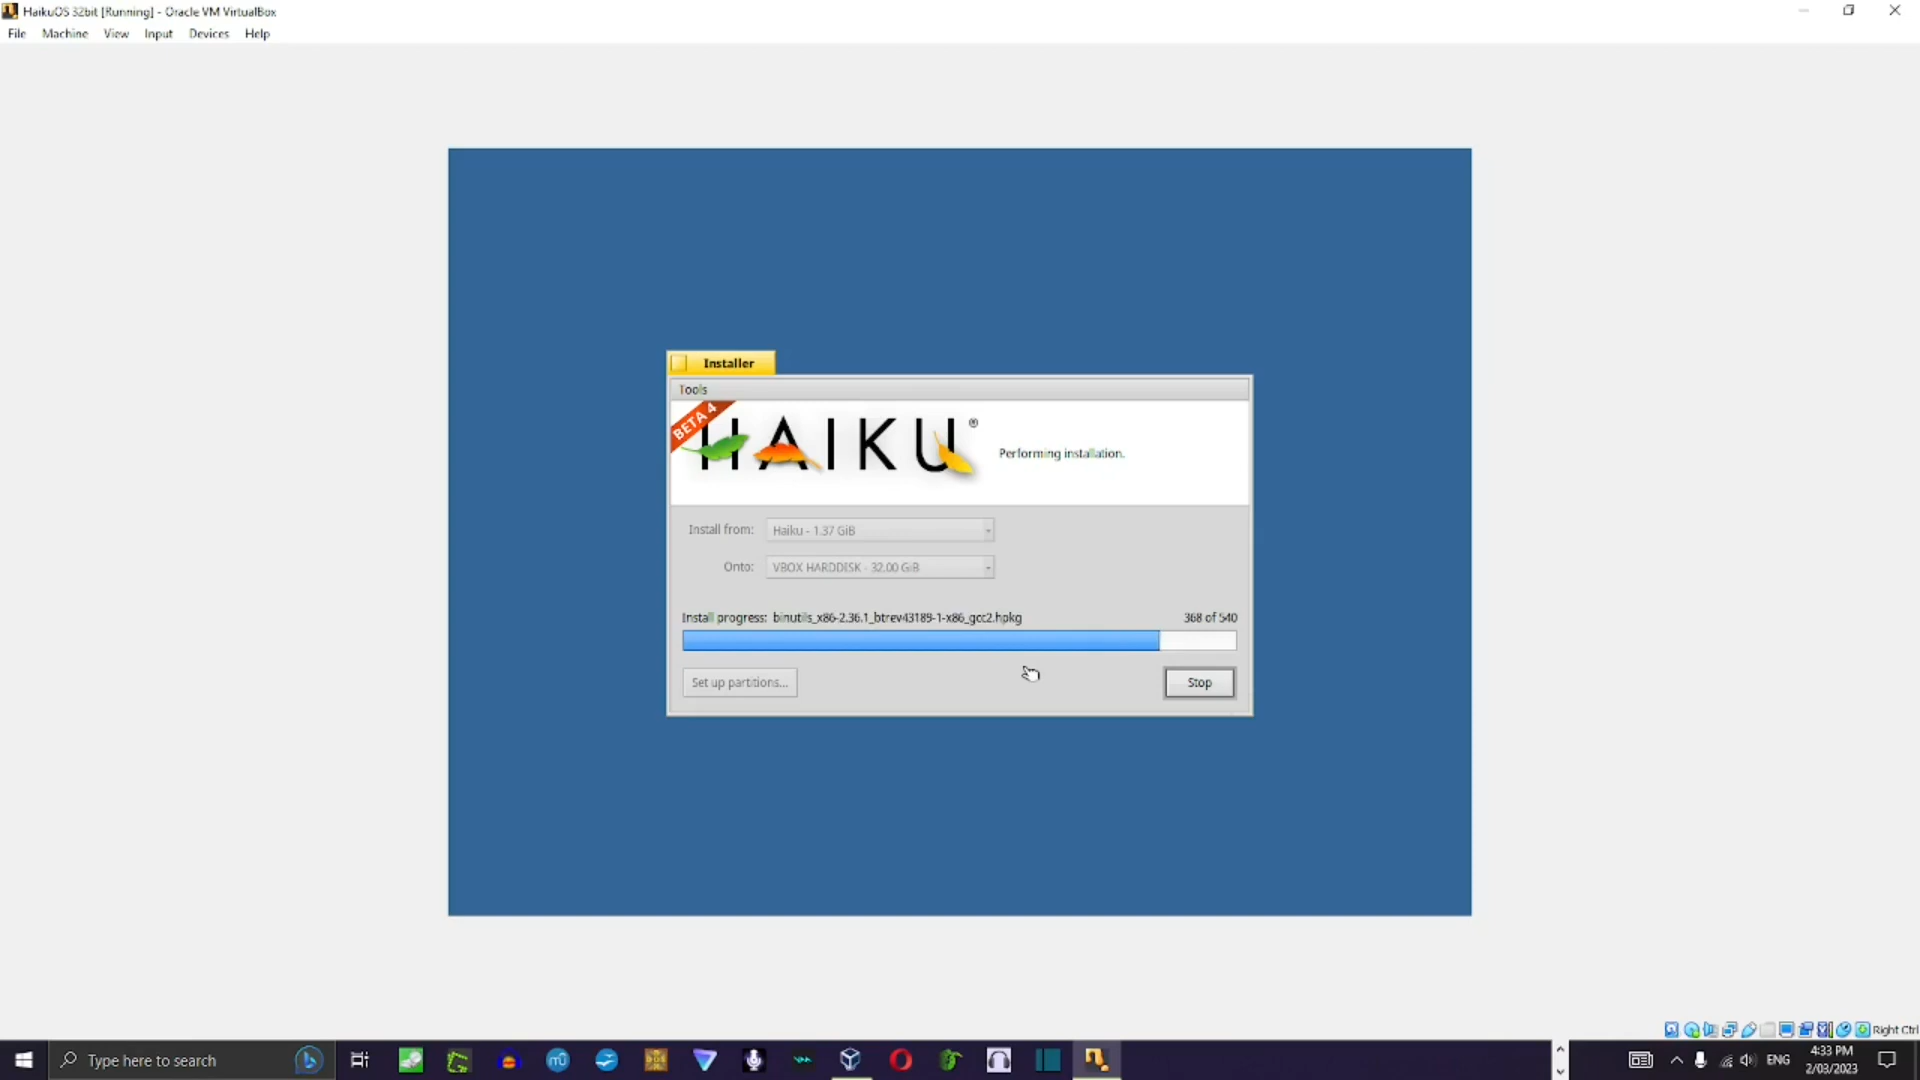 HaikuOS 32bit [Running] - Oracle VM VirtualBox
File Machine View Input Devices Help
Installer
Tools
BETA 4
HAIKU®
Performing installation.
Install from: Haiku - 1.37 GiB
Onto: VBOX HARDDISK - 32.00 GiB
Install progress: binutils_x86-2.36.1_btrev43189-1-x86_gcc2.hpkg 368 of 540
Set up partitions... Stop
Right Ctrl
Type here to search
ENG
4:33 PM
2/03/2023